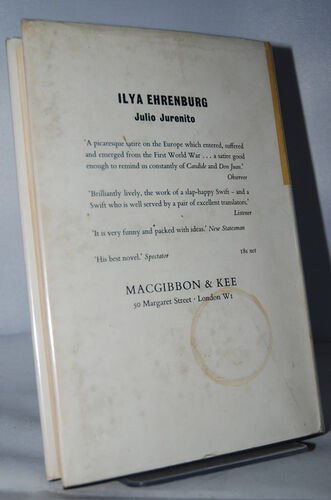 ILYA EHRENBURG
Julio Jurenito
'A picaresque satire on the Europe which entered, suffered
and emerged from the First World War . . . a satire good
enough to remind us constantly of Candide and Don Juan.'
Observer
'Brilliantly lively, the work of a slap-happy Swift – and a
Swift who is well served by a pair of excellent translators.'
Listener
'It is very funny and packed with ideas.' New Statesman
'His best novel.' Spectator
18s net
MACGIBBON & KEE
50 Margaret Street · London W1